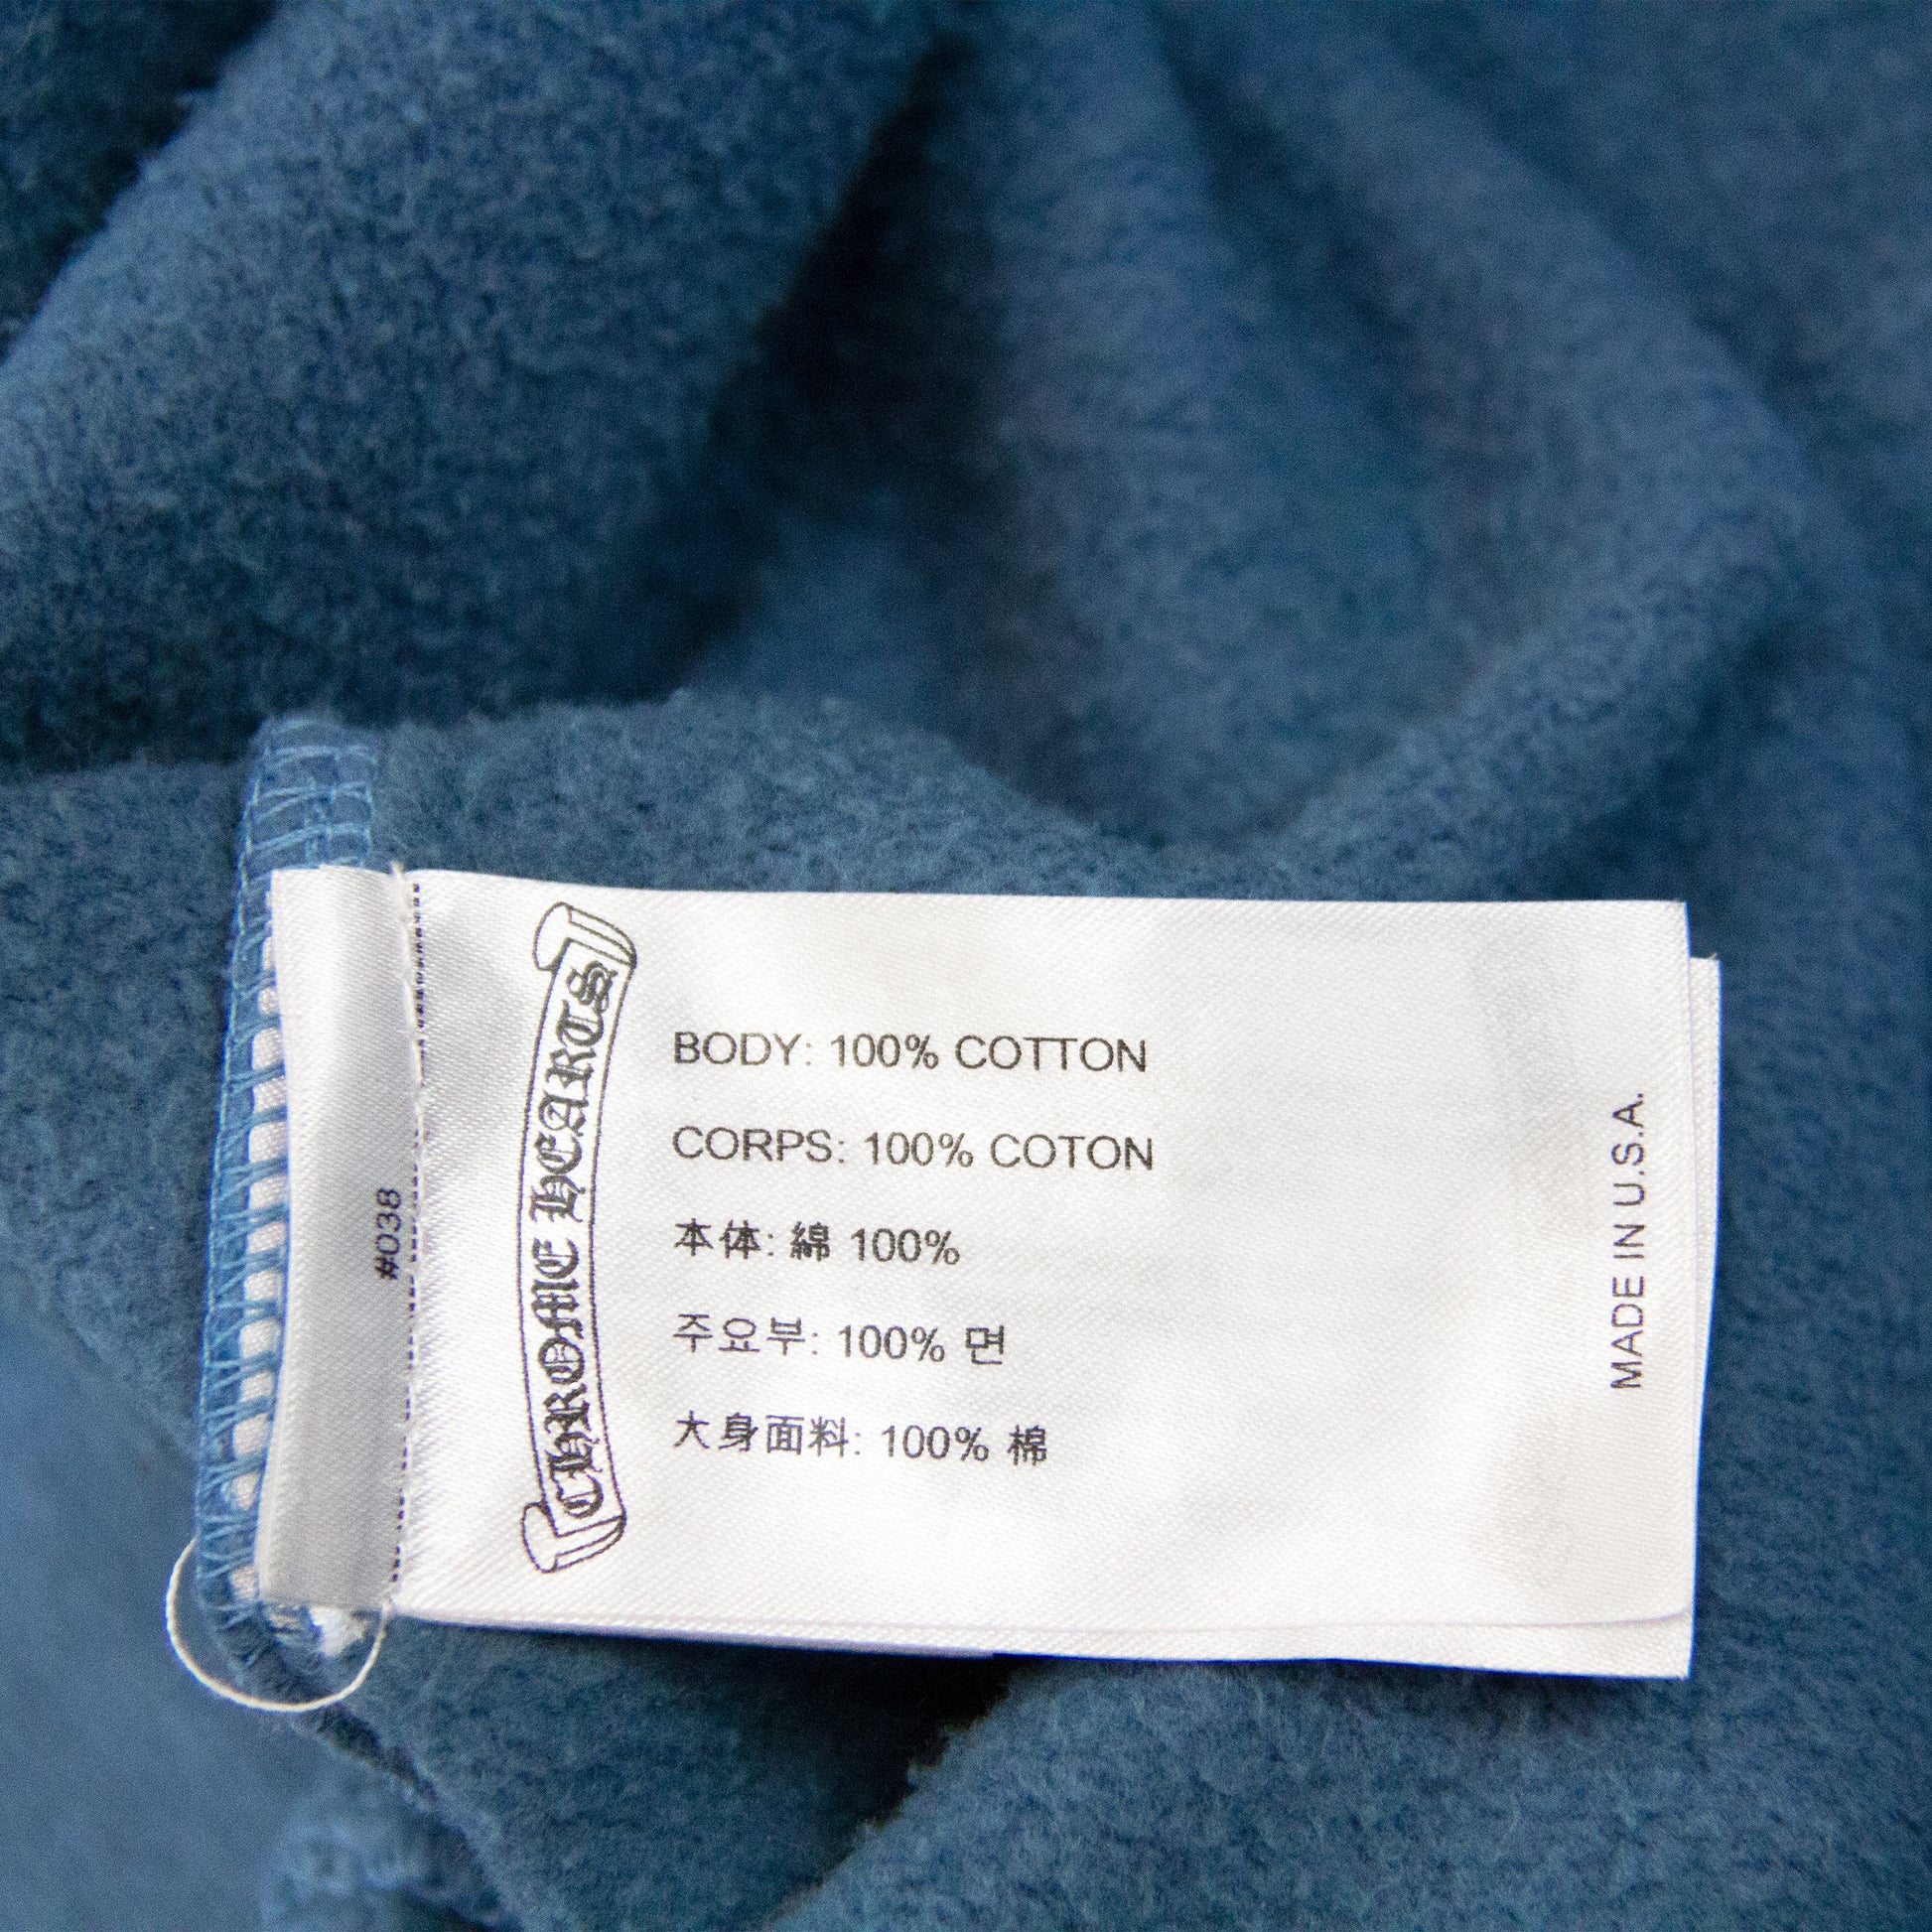 #038
CHROME HEARTS
BODY: 100% COTTON
CORPS: 100% COTON
本体: 綿 100%
주요부: 100% 면
大身面料: 100% 棉
MADE IN U.S.A.